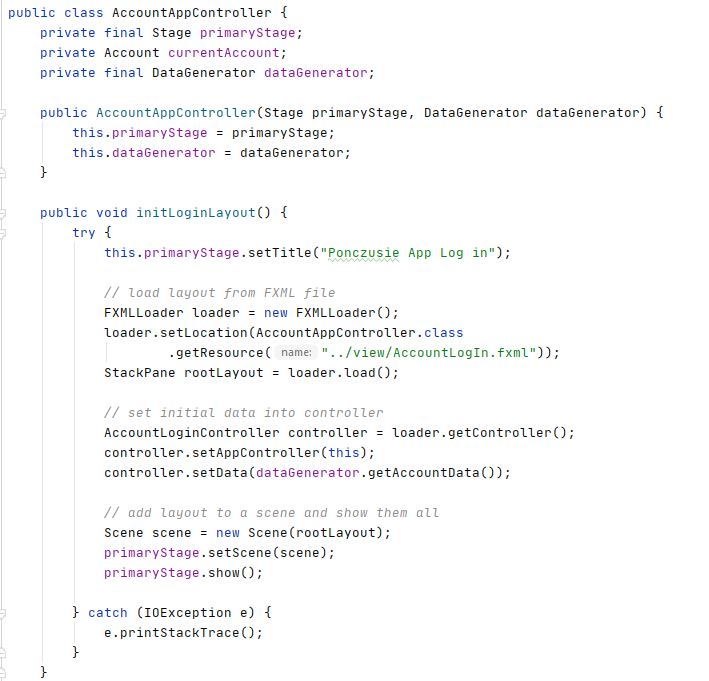 public class AccountAppController {
    private final Stage primaryStage;
    private Account currentAccount;
    private final DataGenerator dataGenerator;

    public AccountAppController(Stage primaryStage, DataGenerator dataGenerator) {
        this.primaryStage = primaryStage;
        this.dataGenerator = dataGenerator;
    }

    public void initLoginLayout() {
        try {
            this.primaryStage.setTitle("Ponczusie App Log in");

            // load layout from FXML file
            FXMLLoader loader = new FXMLLoader();
            loader.setLocation(AccountAppController.class
                    .getResource( name: "../view/AccountLogIn.fxml"));
            StackPane rootLayout = loader.load();

            // set initial data into controller
            AccountLoginController controller = loader.getController();
            controller.setAppController(this);
            controller.setData(dataGenerator.getAccountData());

            // add layout to a scene and show them all
            Scene scene = new Scene(rootLayout);
            primaryStage.setScene(scene);
            primaryStage.show();

        } catch (IOException e) {
            e.printStackTrace();
        }
    }